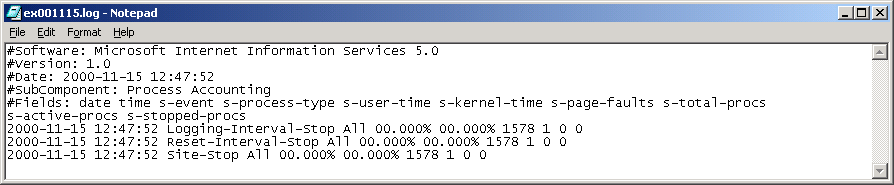 ex001115.log - Notepad
File Edit Format Help
#Software: Microsoft Internet Information Services 5.0
#Version: 1.0
#Date: 2000-11-15 12:47:52
#SubComponent: Process Accounting
#Fields: date time s-event s-process-type s-user-time s-kernel-time s-page-faults s-total-procs
s-active-procs s-stopped-procs
2000-11-15 12:47:52 Logging-Interval-Stop All 00.000% 00.000% 1578 1 0 0
2000-11-15 12:47:52 Reset-Interval-Stop All 00.000% 00.000% 1578 1 0 0
2000-11-15 12:47:52 Site-Stop All 00.000% 00.000% 1578 1 0 0